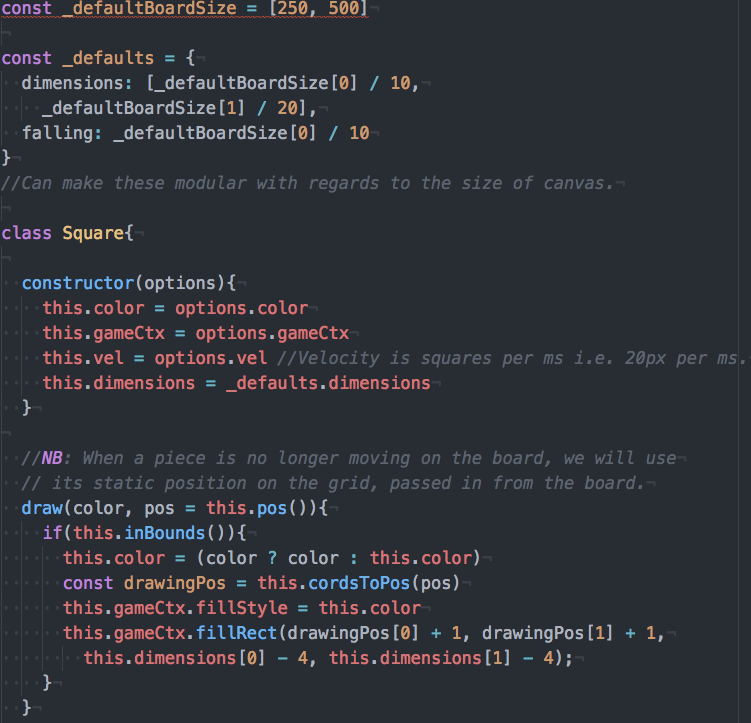 const _defaultBoardSize = [250, 500]
const _defaults = {
dimensions: [_defaultBoardSize[0] / 10,
_defaultBoardSize[1] / 20],
falling: _defaultBoardSize[0] / 10
}
//Can make these modular with regards to the size of canvas.
class Square{
constructor(options){
this.color = options.color
this.gameCtx = options.gameCtx
this.vel = options.vel //Velocity is squares per ms i.e. 20px per ms.
this.dimensions = _defaults.dimensions
}
//NB: When a piece is no longer moving on the board, we will use
// its static position on the grid, passed in from the board.
draw(color, pos = this.pos()){
if(this.inBounds()){
this.color = (color ? color : this.color)
const drawingPos = this.cordsToPos(pos)
this.gameCtx.fillStyle = this.color
this.gameCtx.fillRect(drawingPos[0] + 1, drawingPos[1] + 1,
this.dimensions[0] - 4, this.dimensions[1] - 4);
}
}